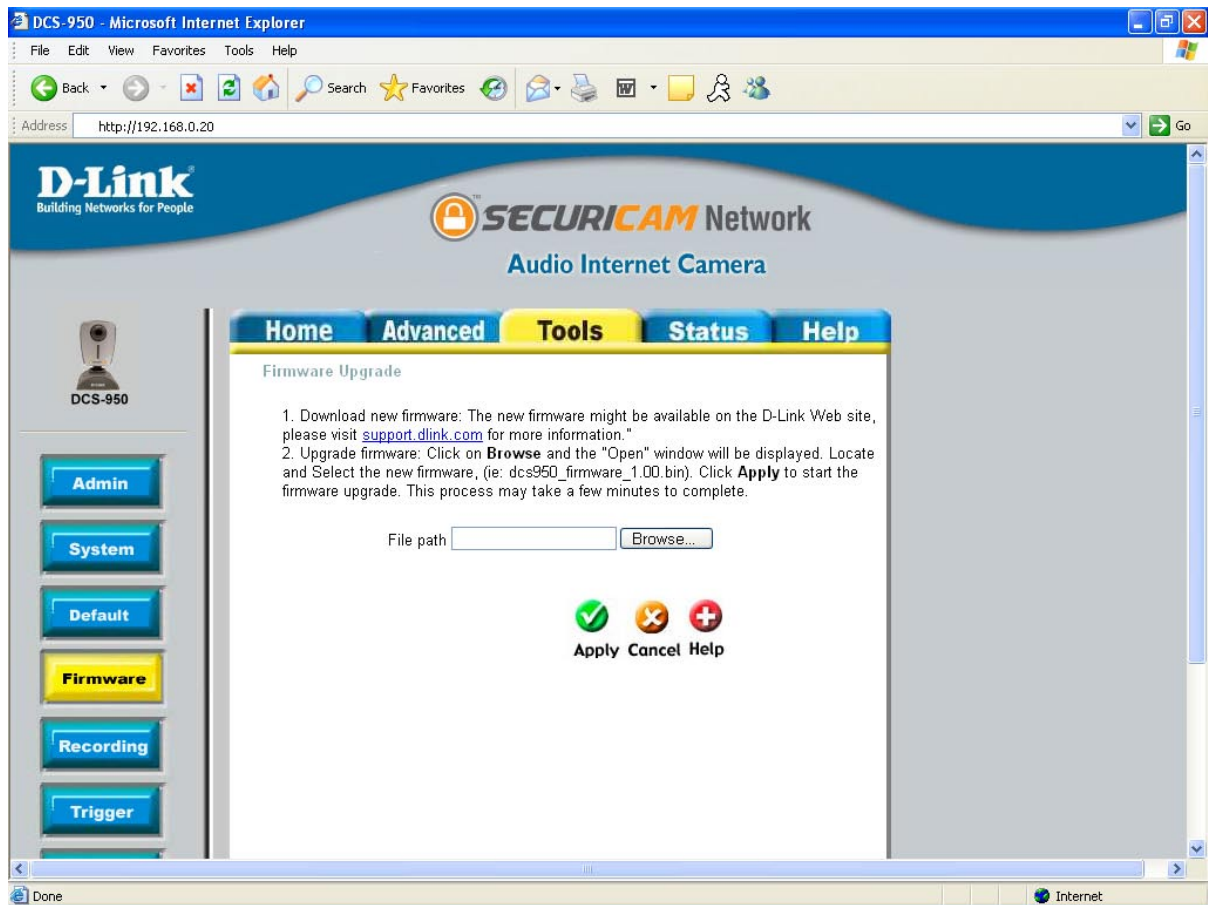 DCS-950 - Microsoft Internet Explorer
File Edit View Favorites Tools Help
Back Search Favorites
Address http://192.168.0.20 Go
D-Link®
Building Networks for People
SECURICAM™ Network
Audio Internet Camera
DCS-950
Home Advanced Tools Status Help
Firmware Upgrade
1. Download new firmware: The new firmware might be available on the D-Link Web site,
please visit support.dlink.com for more information."
2. Upgrade firmware: Click on Browse and the "Open" window will be displayed. Locate
and Select the new firmware, (ie: dcs950_firmware_1.00.bin). Click Apply to start the
firmware upgrade. This process may take a few minutes to complete.
File path Browse...
Apply Cancel Help
Admin
System
Default
Firmware
Recording
Trigger
Done Internet